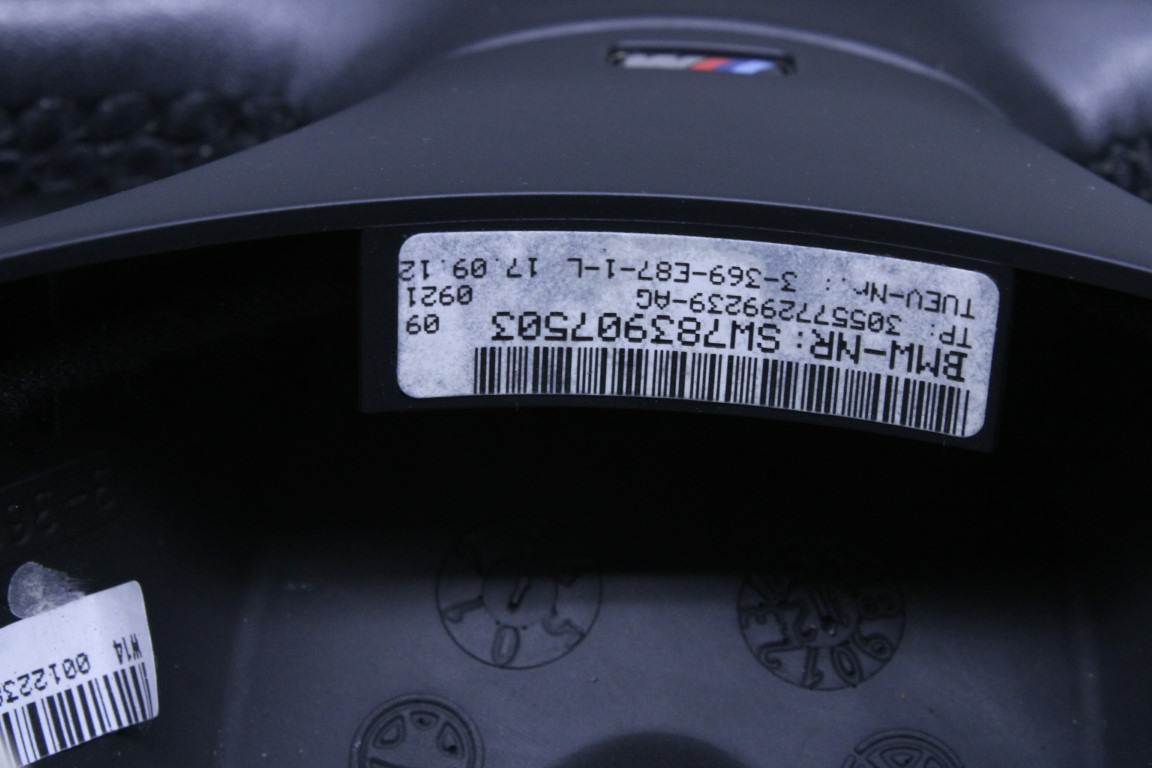 BMW-NR: SW783907503 09
TP: 305577299239-AG 0921
TUEV-Nr.: 3-369-E87-1-L 17.09.12
W14
M